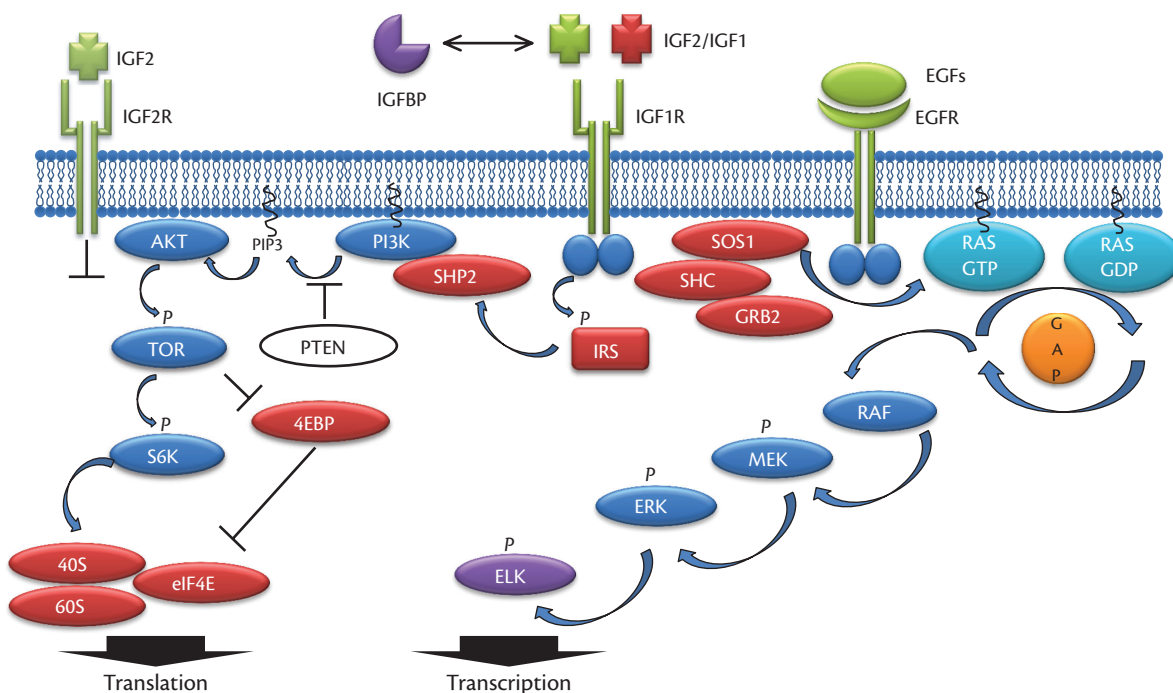 IGF2
IGF2R
IGFBP
IGF2/IGF1
IGF1R
EGFs
EGFR
AKT
PIP3
PI3K
SHP2
SOS1
SHC
GRB2
RAS
GTP
RAS
GDP
P
TOR
PTEN
P
IRS
G
A
P
4EBP
RAF
P
S6K
P
MEK
P
ERK
P
ELK
40S
60S
eIF4E
Translation
Transcription